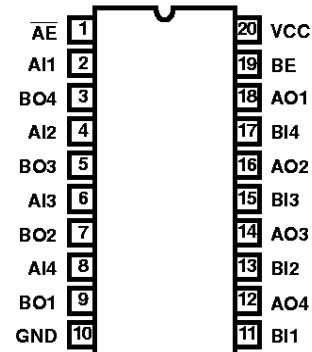 AE 1 20 VCC
AI1 2 19 BE
BO4 3 18 AO1
AI2 4 17 BI4
BO3 5 16 AO2
AI3 6 15 BI3
BO2 7 14 AO3
AI4 8 13 BI2
BO1 9 12 AO4
GND 10 11 BI1